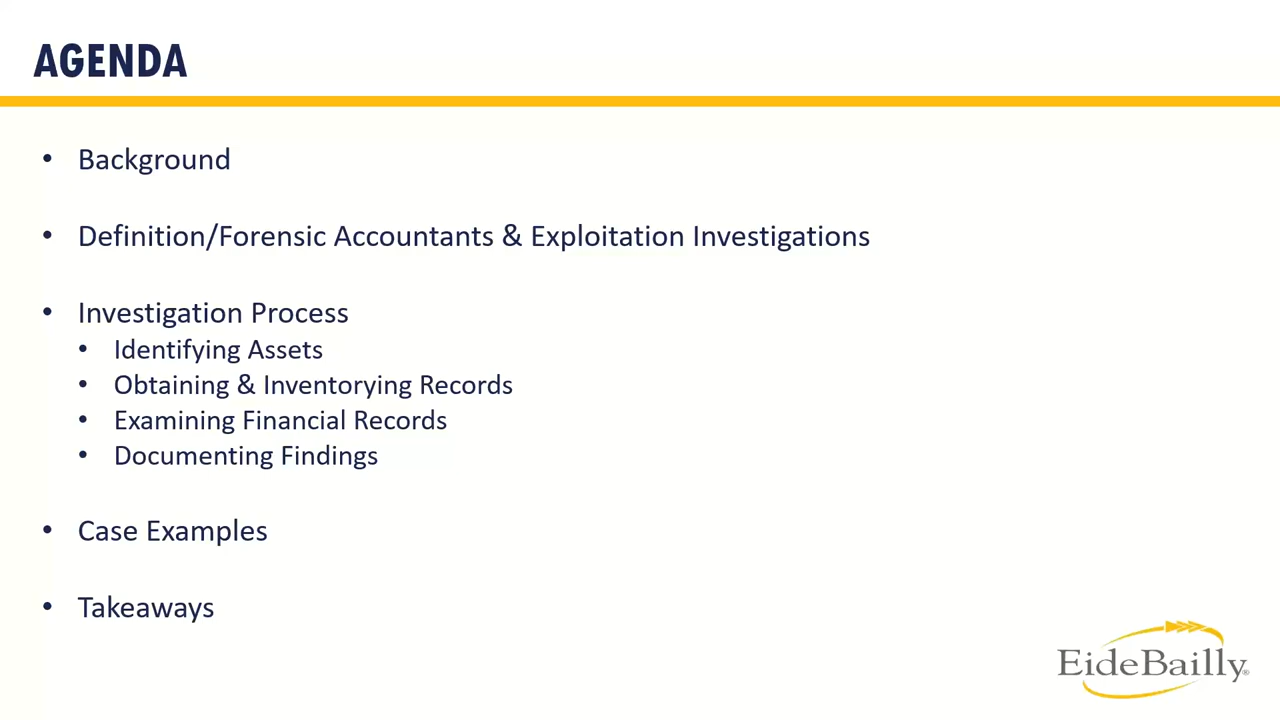 AGENDA
• Background
• Definition/Forensic Accountants & Exploitation Investigations
• Investigation Process
• Identifying Assets
• Obtaining & Inventorying Records
• Examining Financial Records
• Documenting Findings
• Case Examples
• Takeaways
EideBailly®